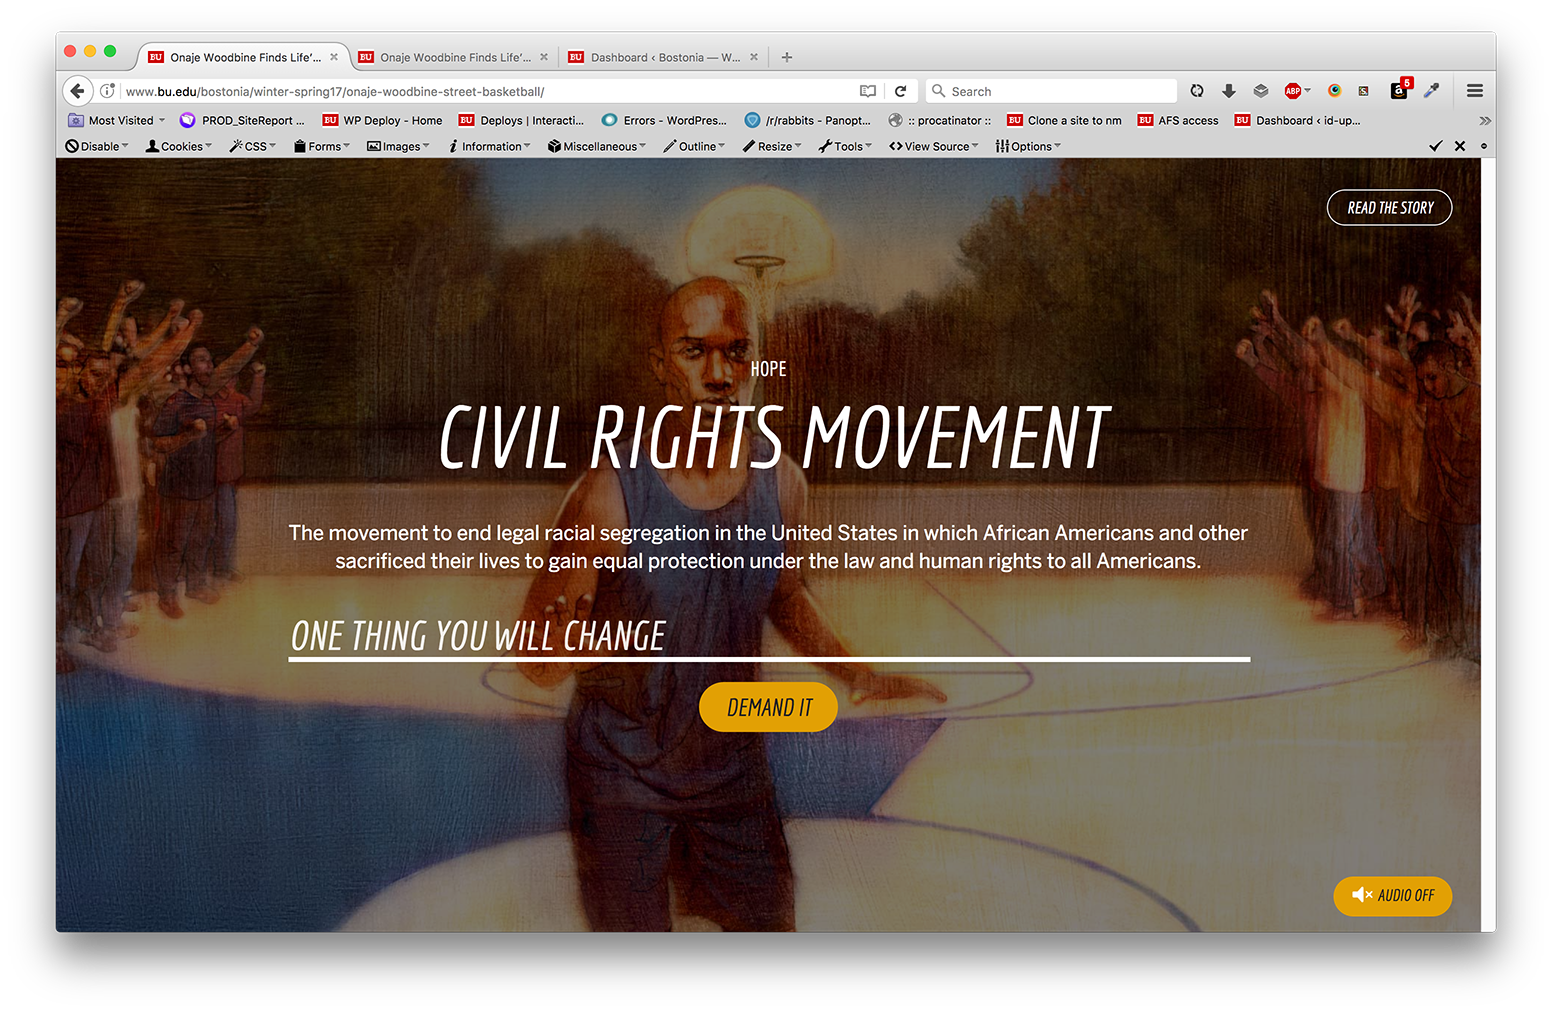 BU Onaje Woodbine Finds Life'...
BU Onaje Woodbine Finds Life'...
BU Dashboard ‹ Bostonia — W...
www.bu.edu/bostonia/winter-spring17/onaje-woodbine-street-basketball/
Search
ABP
a
5
Most Visited
PROD_SiteReport ...
BU WP Deploy - Home
BU Deploys | Interacti...
Errors - WordPres...
/r/rabbits - Panopt...
:: procatinator ::
BU Clone a site to nm
BU AFS access
BU Dashboard ‹ id-up...
Disable
Cookies
CSS
Forms
Images
Information
Miscellaneous
Outline
Resize
Tools
View Source
Options
READ THE STORY
HOPE
CIVIL RIGHTS MOVEMENT
The movement to end legal racial segregation in the United States in which African Americans and other
sacrificed their lives to gain equal protection under the law and human rights to all Americans.
ONE THING YOU WILL CHANGE
DEMAND IT
AUDIO OFF